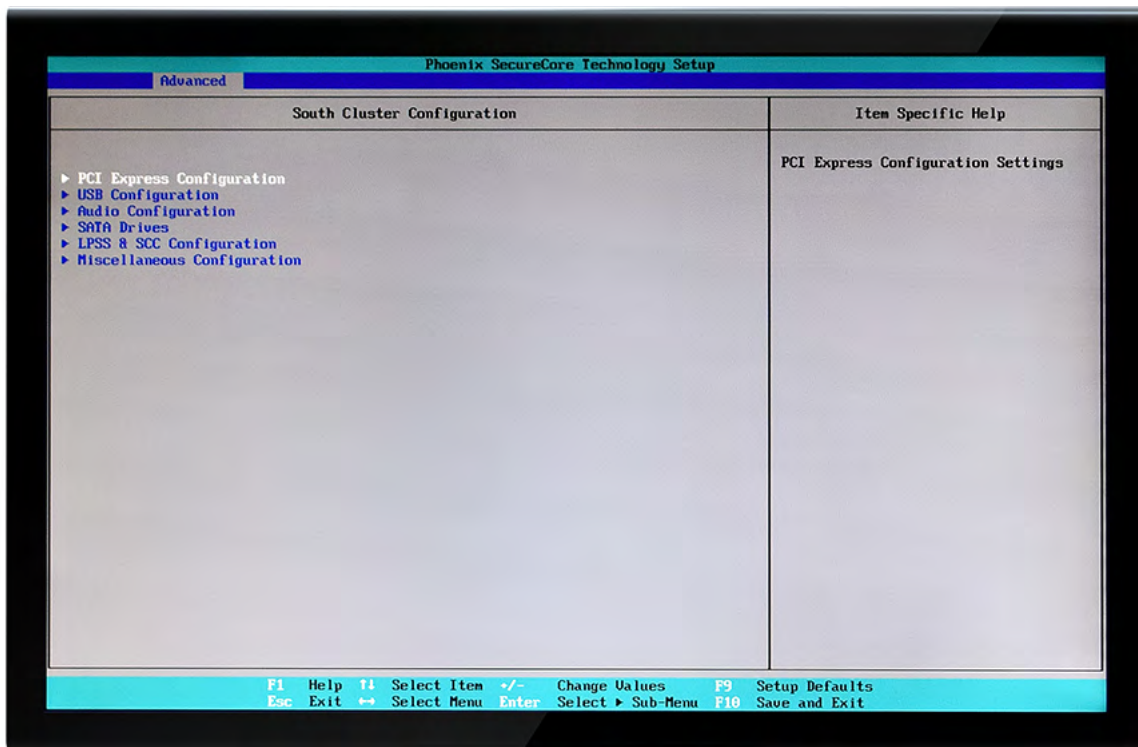 Phoenix SecureCore Technology Setup
Advanced
South Cluster Configuration
Item Specific Help
PCI Express Configuration Settings
▶ PCI Express Configuration
▶ USB Configuration
▶ Audio Configuration
▶ SATA Drives
▶ LPSS & SCC Configuration
▶ Miscellaneous Configuration
F1 Help ↑↓ Select Item +/- Change Values F9 Setup Defaults
Esc Exit ↔ Select Menu Enter Select ▶ Sub-Menu F10 Save and Exit